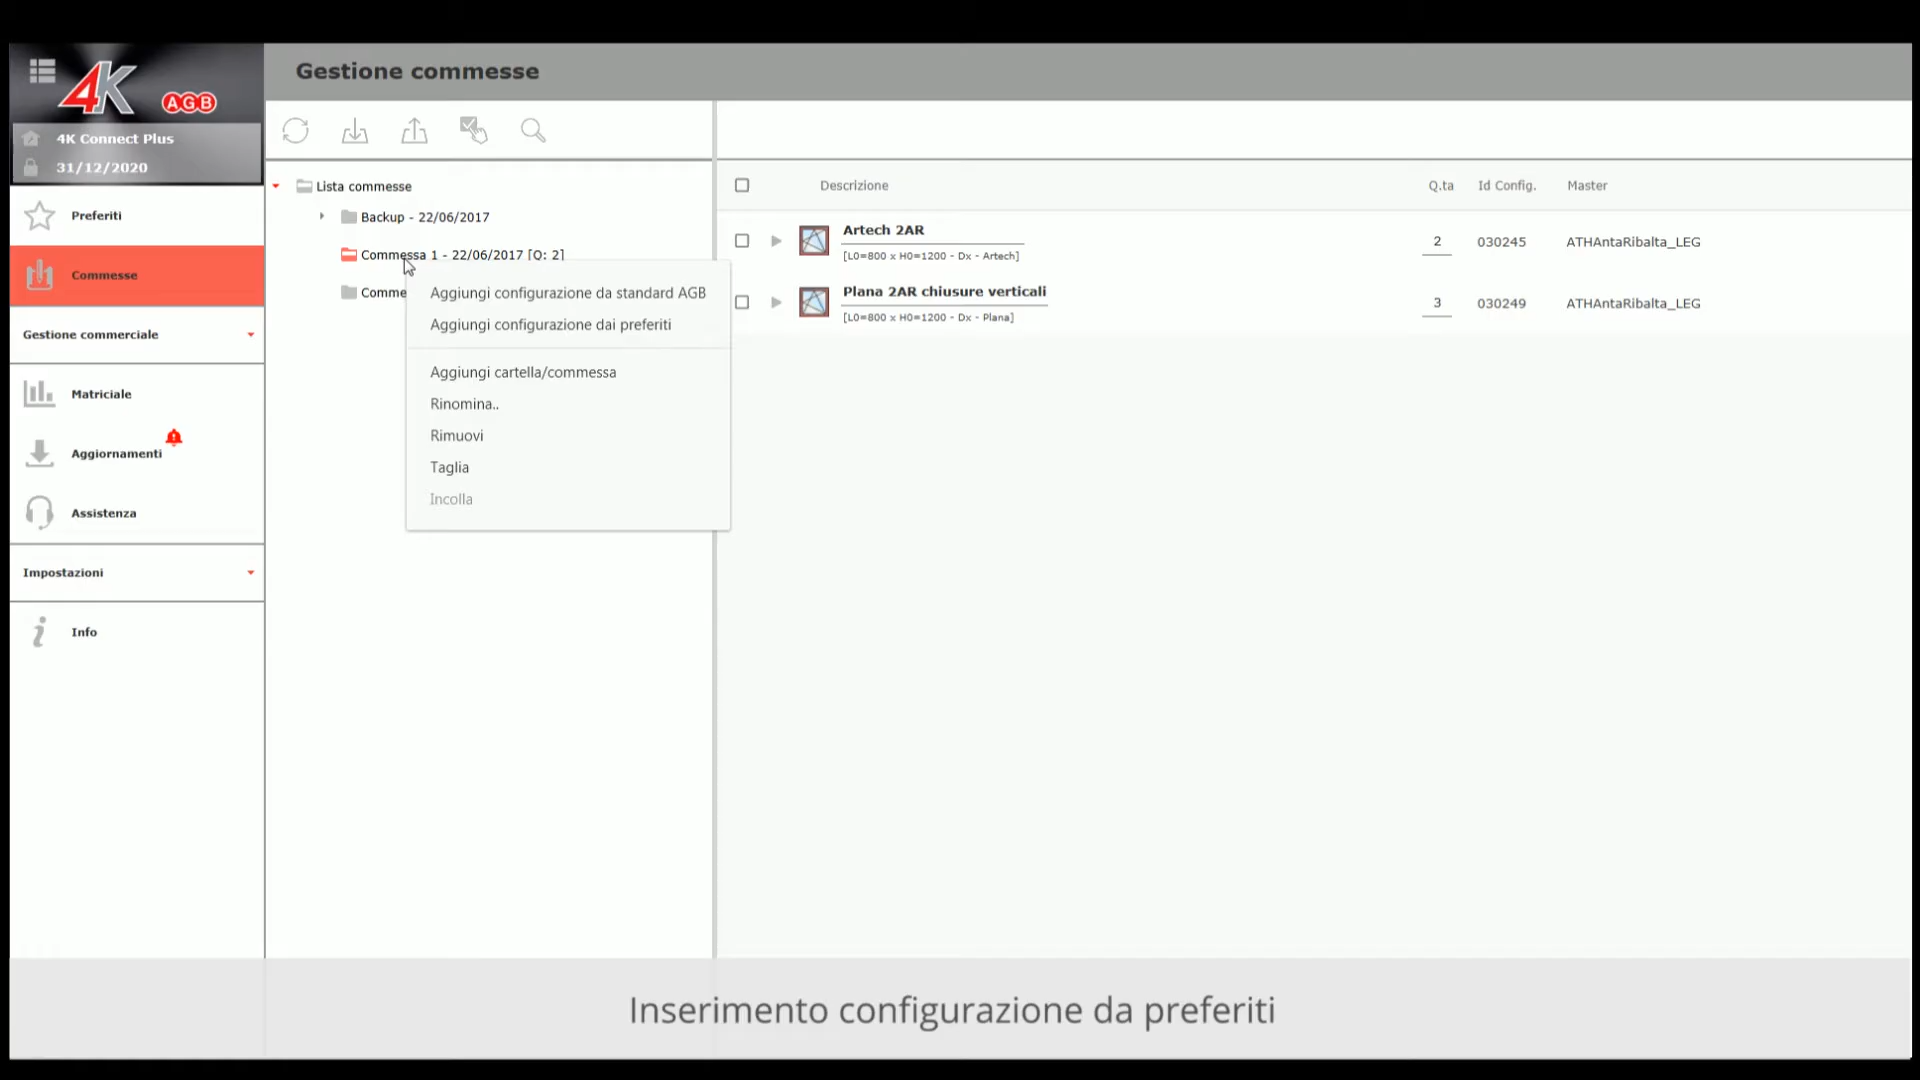 4K AGB
4K Connect Plus
31/12/2020
Preferiti
Commesse
Gestione commerciale
Matriciale
Aggiornamenti
Assistenza
Impostazioni
Info
Gestione commesse
Lista commesse
Backup - 22/06/2017
Commessa 1 - 22/06/2017 [Q: 2]
Comme
Aggiungi configurazione da standard AGB
Aggiungi configurazione dai preferiti
Aggiungi cartella/commessa
Rinomina..
Rimuovi
Taglia
Incolla
Descrizione Q.ta Id Config. Master
Artech 2AR
[L0=800 x H0=1200 - Dx - Artech]
2 030245 ATHAntaRibalta_LEG
Plana 2AR chiusure verticali
[L0=800 x H0=1200 - Dx - Plana]
3 030249 ATHAntaRibalta_LEG
Inserimento configurazione da preferiti